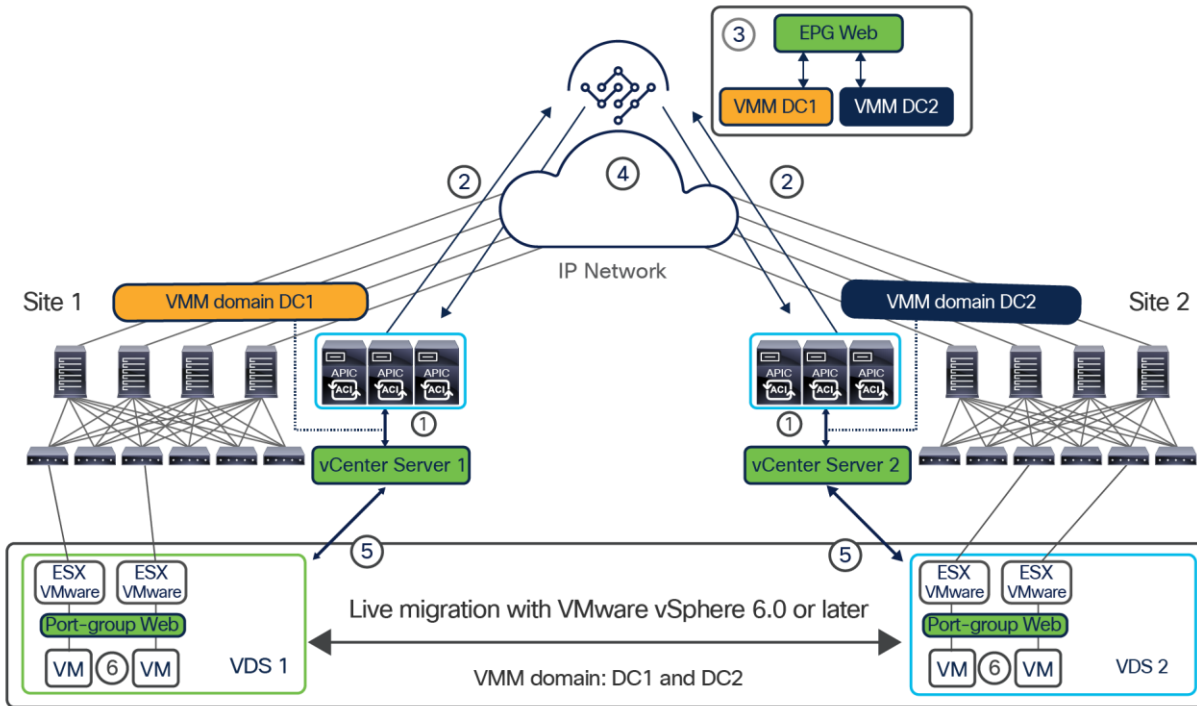 3
EPG Web
VMM DC1
VMM DC2
2
4
2
IP Network
Site 1
VMM domain DC1
VMM domain DC2
Site 2
APIC
APIC
APIC
ACI
ACI
ACI
APIC
APIC
APIC
ACI
ACI
ACI
1
1
vCenter Server 1
vCenter Server 2
5
5
ESX
VMware
ESX
VMware
Port-group Web
VM
6
VM
VDS 1
Live migration with VMware vSphere 6.0 or later
VMM domain: DC1 and DC2
ESX
VMware
ESX
VMware
Port-group Web
VM
6
VM
VDS 2